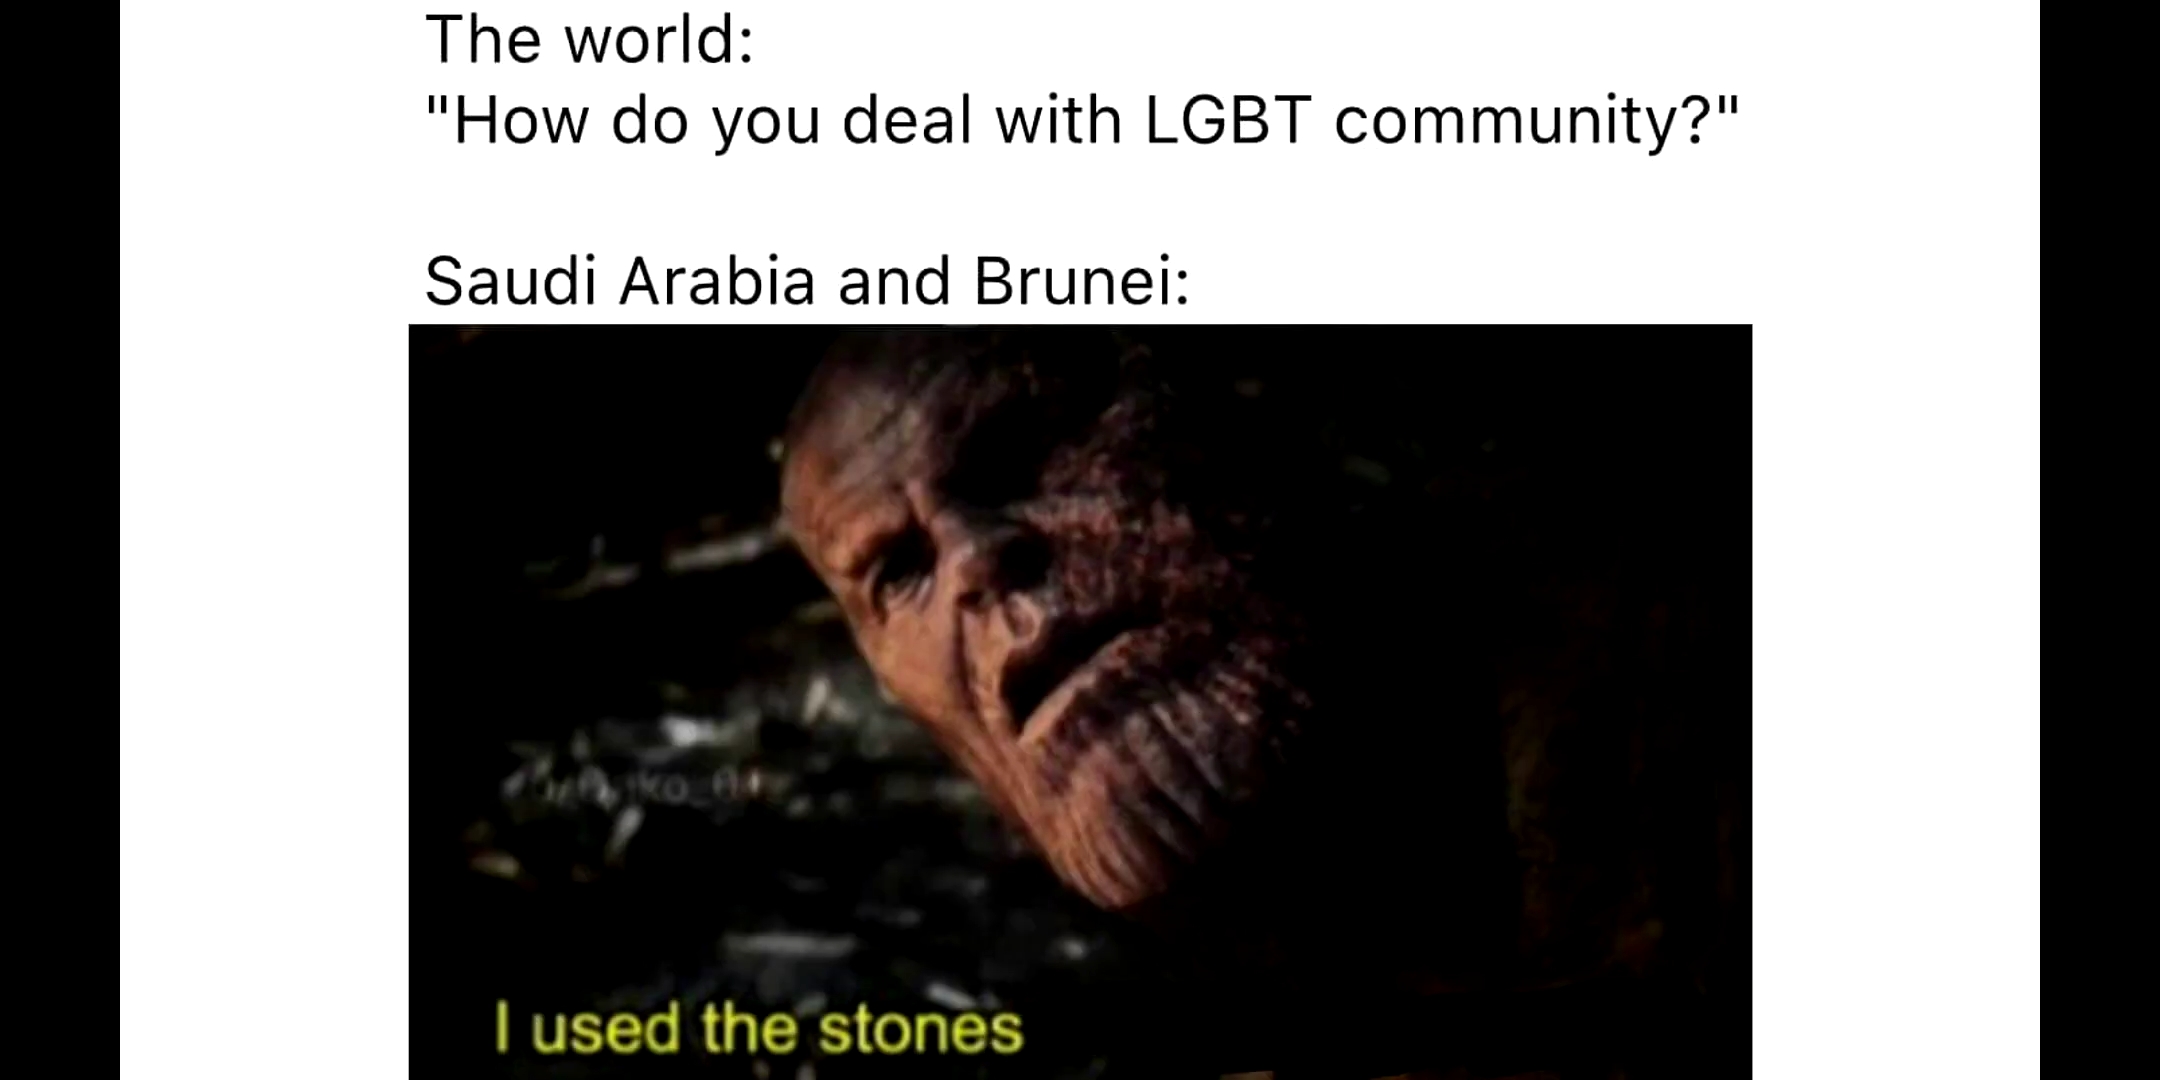 The world:
"How do you deal with LGBT community?"
Saudi Arabia and Brunei:
I used the stones